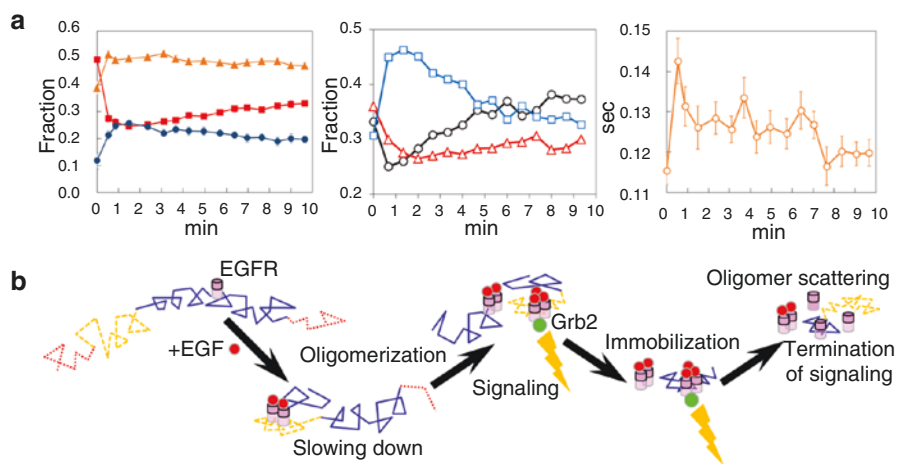 a
Fraction
0.6
0.5
0.4
0.3
0.2
0.1
0.0
0 1 2 3 4 5 6 7 8 9 10
min
Fraction
0.5
0.4
0.3
0.2
0 1 2 3 4 5 6 7 8 9 10
min
sec
0.15
0.14
0.13
0.12
0.11
0 1 2 3 4 5 6 7 8 9 10
min
b
EGFR
+EGF
Slowing down
Oligomerization
Signaling
Grb2
Immobilization
Oligomer scattering
Termination
of signaling